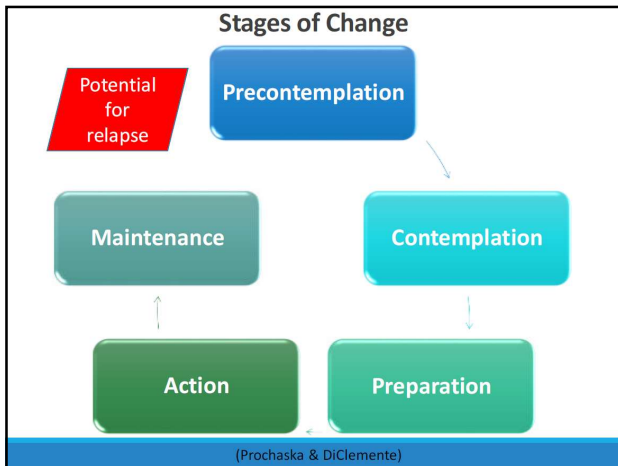 Stages of Change
Potential
for
relapse
Precontemplation
Maintenance
Contemplation
Action
Preparation
(Prochaska & DiClemente)